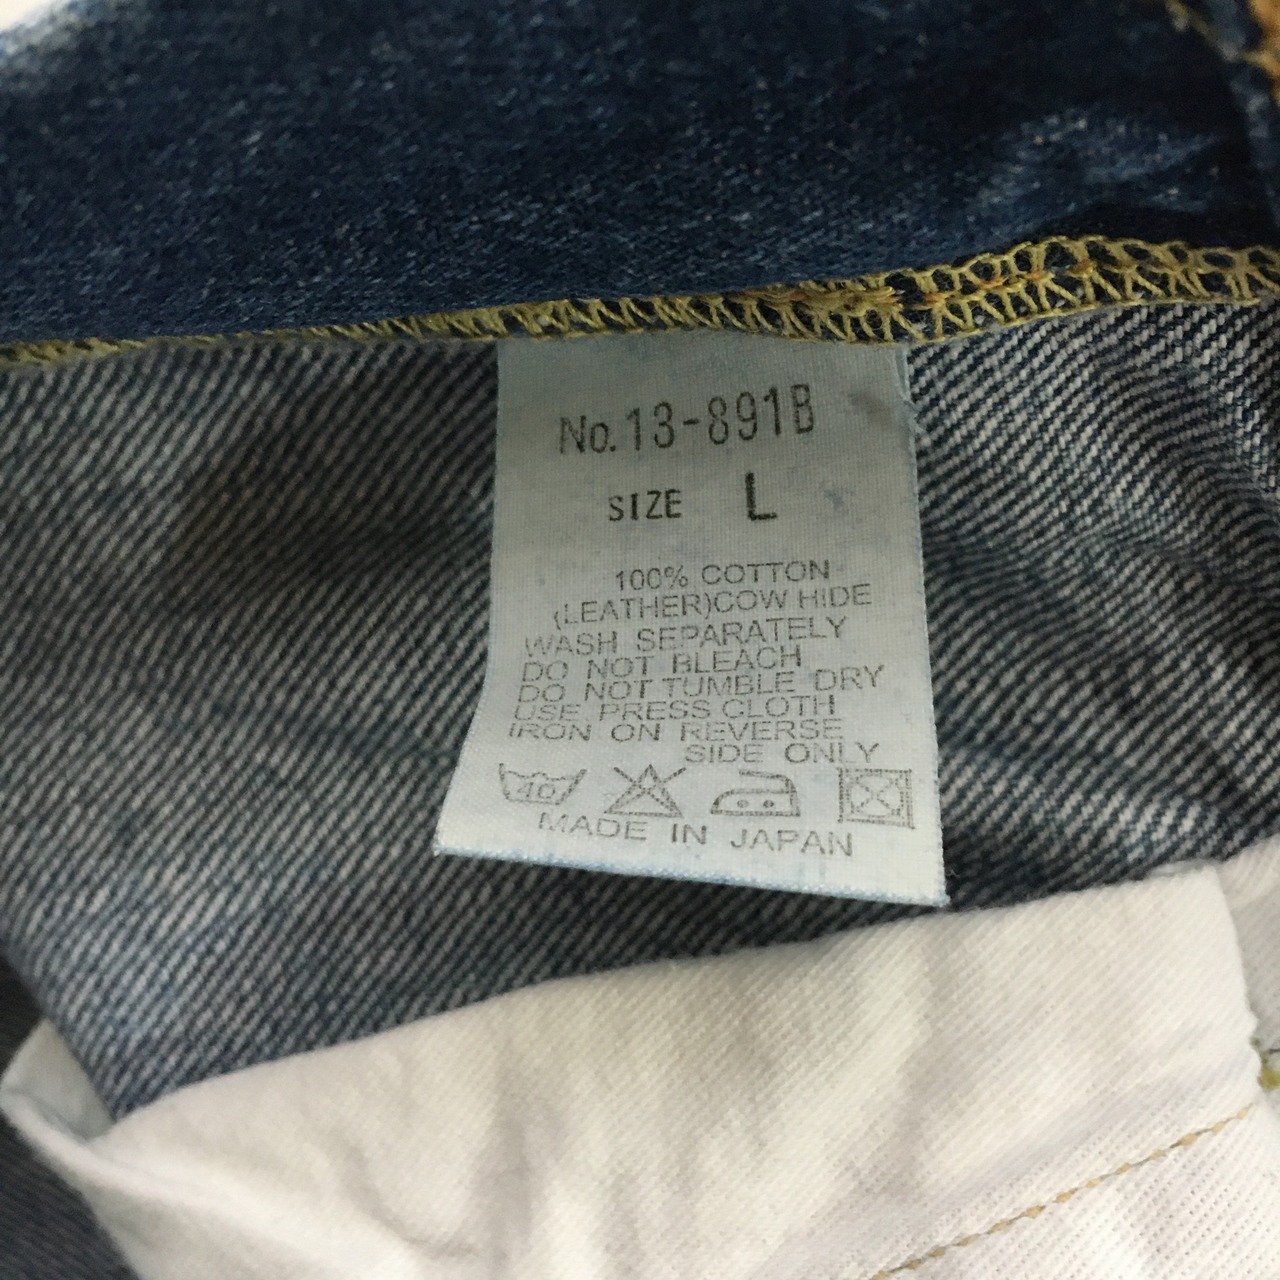 No.13-891B
SIZE L
100% COTTON
(LEATHER)COW HIDE
WASH SEPARATELY
DO NOT BLEACH
DO NOT TUMBLE DRY
USE PRESS CLOTH
IRON ON REVERSE
SIDE ONLY
40
MADE IN JAPAN